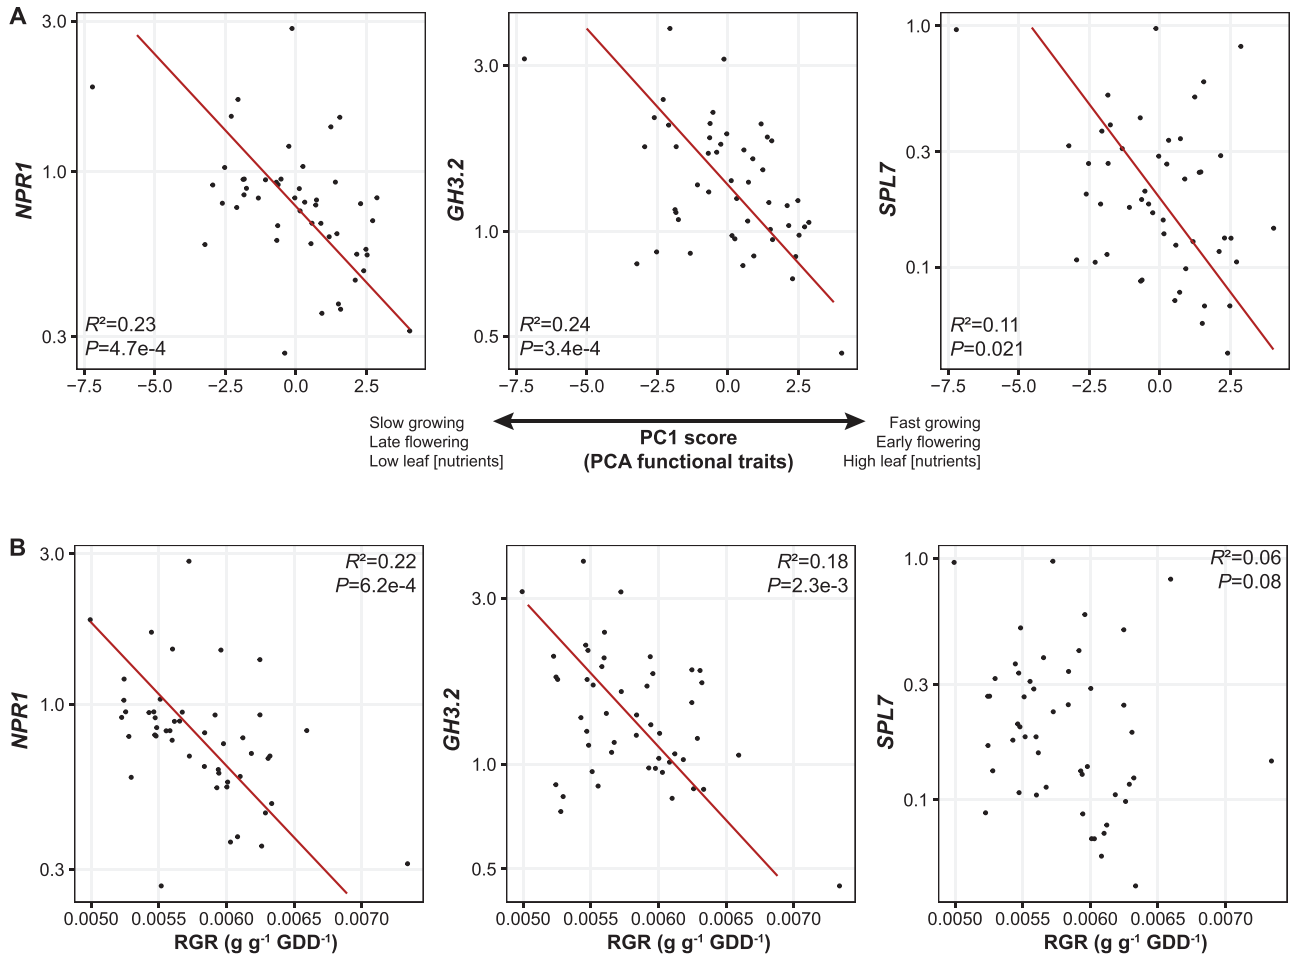 A
NPR1
3.0
1.0
0.3
R²=0.23
P=4.7e-4
−7.5 −5.0 −2.5 0.0 2.5
GH3.2
3.0
1.0
0.5
R²=0.24
P=3.4e-4
−7.5 −5.0 −2.5 0.0 2.5
SPL7
1.0
0.3
0.1
R²=0.11
P=0.021
−7.5 −5.0 −2.5 0.0 2.5
Slow growing
Late flowering
Low leaf [nutrients]
PC1 score
(PCA functional traits)
Fast growing
Early flowering
High leaf [nutrients]
B
NPR1
3.0
1.0
0.3
R²=0.22
P=6.2e-4
0.0050 0.0055 0.0060 0.0065 0.0070
RGR (g g⁻¹ GDD⁻¹)
GH3.2
3.0
1.0
0.5
R²=0.18
P=2.3e-3
0.0050 0.0055 0.0060 0.0065 0.0070
RGR (g g⁻¹ GDD⁻¹)
SPL7
1.0
0.3
0.1
R²=0.06
P=0.08
0.0050 0.0055 0.0060 0.0065 0.0070
RGR (g g⁻¹ GDD⁻¹)